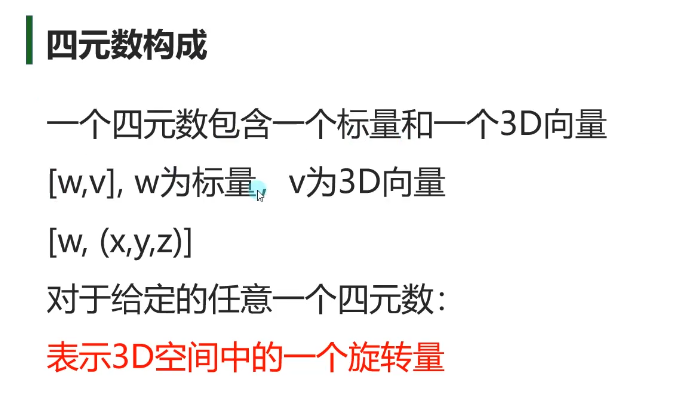 四元数构成
一个四元数包含一个标量和一个3D向量
[w,v], w为标量，v为3D向量
[w, (x,y,z)]
对于给定的任意一个四元数：
表示3D空间中的一个旋转量